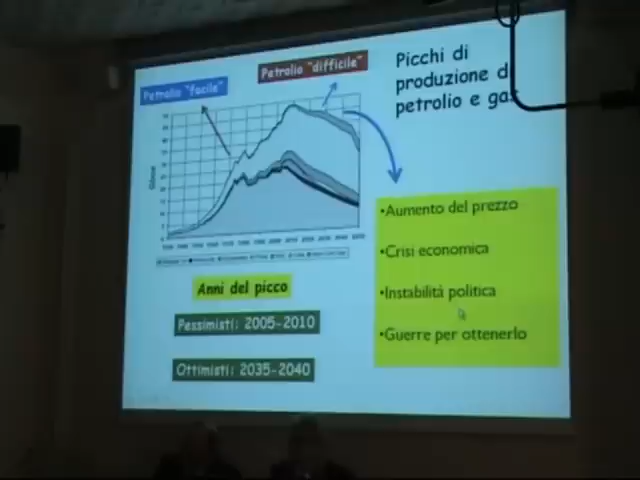 Petrolio "facile"
Petrolio "difficile"
Picchi di
produzione d
petrolio e gas
•Aumento del prezzo
•Crisi economica
•Instabilità politica
•Guerre per ottenerlo
Anni del picco
Pessimisti: 2005-2010
Ottimisti: 2035-2040